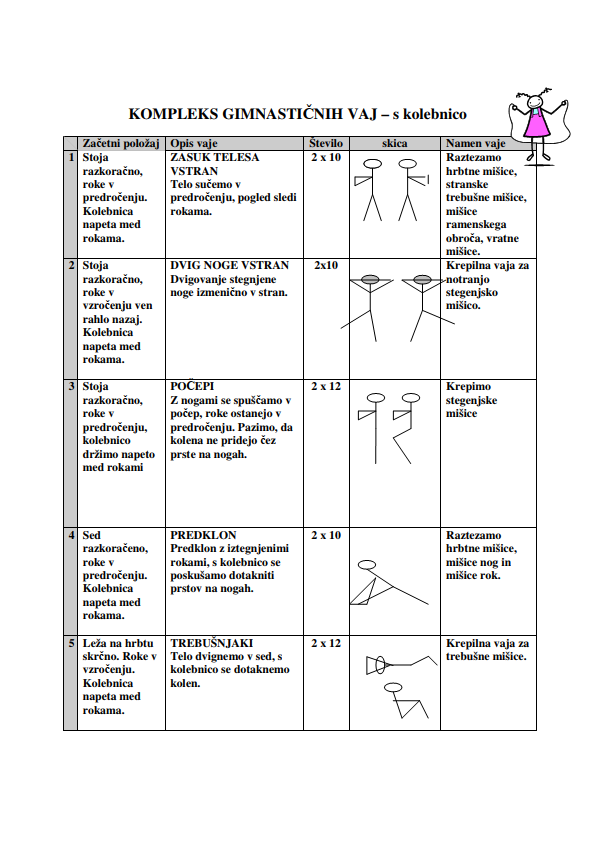 KOMPLEKS GIMNASTIČNIH VAJ – s kolebnico
Začetni položaj Opis vaje Število skica Namen vaje
1 Stoja
razkoračno,
roke v
predročenju.
Kolebnica
napeta med
rokama.
ZASUK TELESA
VSTRAN
Telo sučemo v
predročenju, pogled sledi
rokama.
2 x 10
Raztezamo
hrbtne mišice,
stranske
trebušne mišice,
mišice
ramenskega
obroča, vratne
mišice.
2 Stoja
razkoračno,
roke v
vzročenju ven
rahlo nazaj.
Kolebnica
napeta med
rokama.
DVIG NOGE VSTRAN
Dvigovanje stegnjene
noge izmenično v stran.
2x10
Krepilna vaja za
notranjo
stegenjsko
mišico.
3 Stoja
razkoračno,
roke v
predročenju,
kolebnico
držimo napeto
med rokami
POČEPI
Z nogami se spuščamo v
počep, roke ostanejo v
predročenju. Pazimo, da
kolena ne pridejo čez
prste na nogah.
2 x 12
Krepimo
stegenjske
mišice
4 Sed
razkoračeno,
roke v
predročenju.
Kolebnica
napeta med
rokama.
PREDKLON
Predklon z iztegnjenimi
rokami, s kolebnico se
poskušamo dotakniti
prstov na nogah.
2 x 10
Raztezamo
hrbtne mišice,
mišice nog in
mišice rok.
5 Leža na hrbtu
skrčno. Roke v
vzročenju.
Kolebnica
napeta med
rokama.
TREBUŠNJAKI
Telo dvignemo v sed, s
kolebnico se dotaknemo
kolen.
2 x 12
Krepilna vaja za
trebušne mišice.